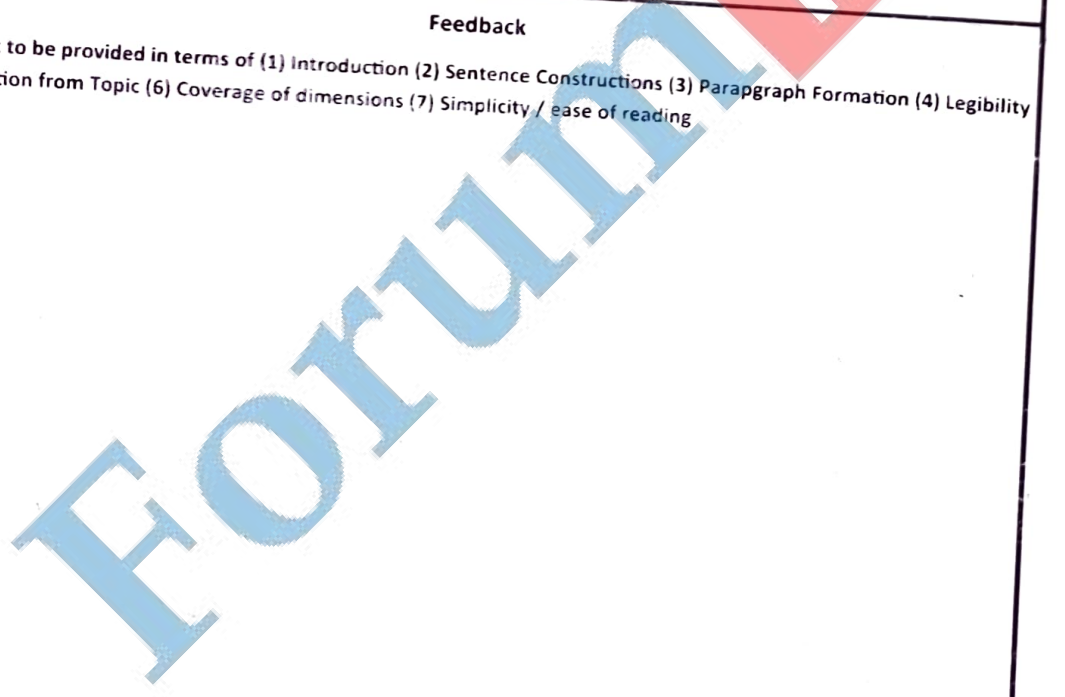 Feedback
to be provided in terms of (1) Introduction (2) Sentence Constructions (3) Parapgraph Formation (4) Legibility
from Topic (6) Coverage of dimensions (7) Simplicity / ease of reading
Forum